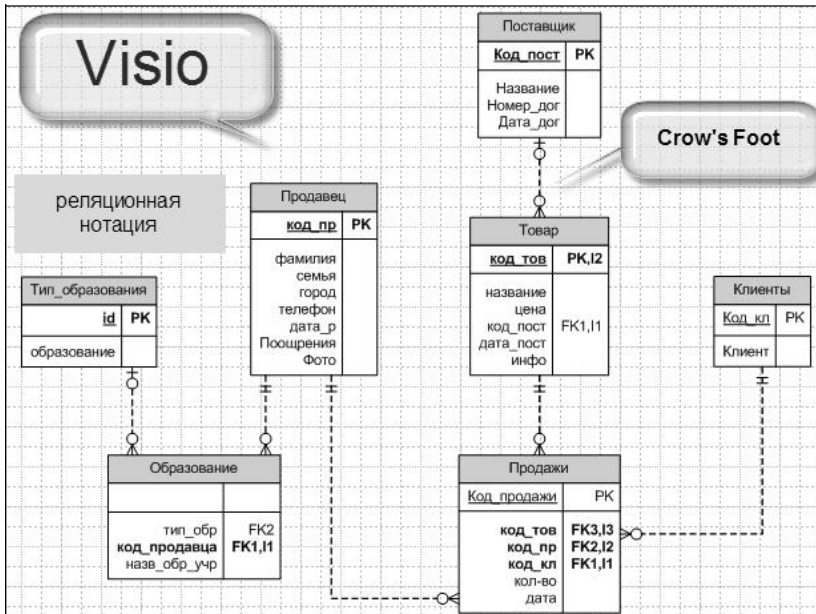 Visio
реляционная
нотация
Поставщик
Код_пост PK
Название
Номер_дог
Дата_дог
Crow's Foot
Продавец
код_пр PK
фамилия
семья
город
телефон
дата_р
Поощрения
Фото
Товар
код_тов PK,I2
название
цена
код_пост FK1,I1
дата_пост
инфо
Тип_образования
id PK
образование
Клиенты
Код_кл PK
Клиент
Образование
тип_обр FK2
код_продавца FK1,I1
назв_обр_учр
Продажи
Код_продажи PK
код_тов FK3,I3
код_пр FK2,I2
код_кл FK1,I1
кол-во
дата